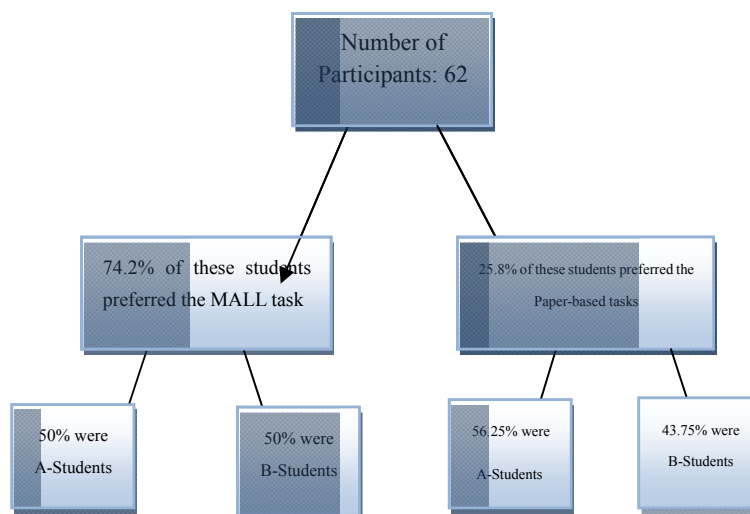 Number of
Participants: 62
74.2% of these students
preferred the MALL task
25.8% of these students preferred the
Paper-based tasks
50% were
A-Students
50% were
B-Students
56.25% were
A-Students
43.75% were
B-Students